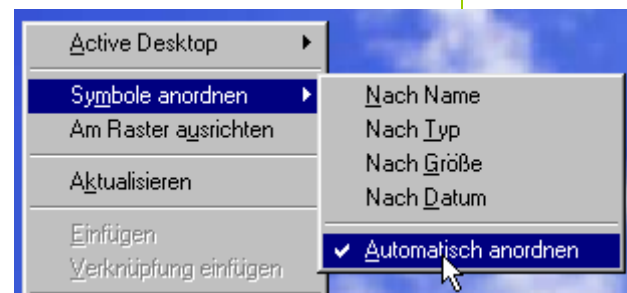 Active Desktop
Symbole anordnen
Am Raster ausrichten
Aktualisieren
Einfügen
Verknüpfung einfügen
Nach Name
Nach Typ
Nach Größe
Nach Datum
Automatisch anordnen